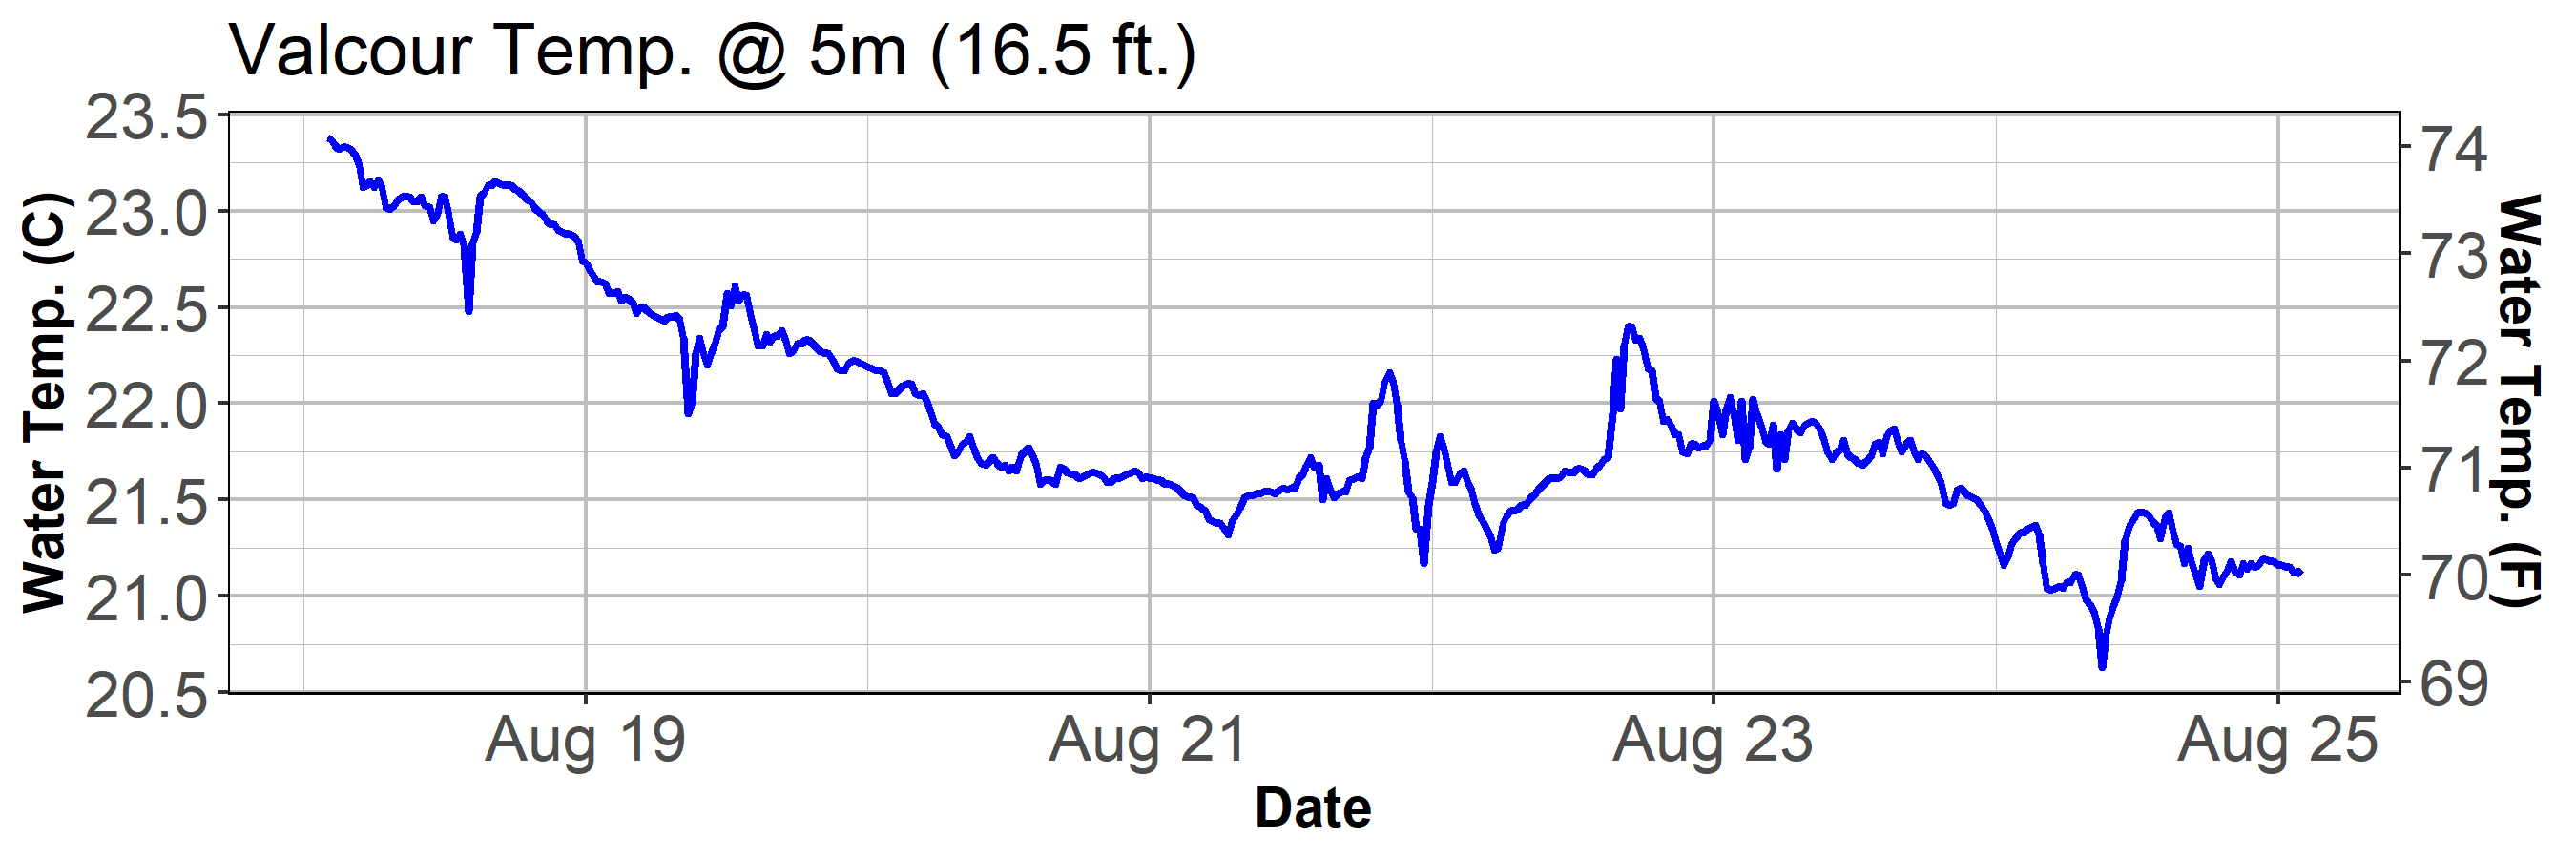 Valcour Temp. @ 5m (16.5 ft.)
Water Temp. (C)
23.5
23.0
22.5
22.0
21.5
21.0
20.5
74
73
72
71
70
69
Water Temp. (F)
Aug 19
Aug 21
Aug 23
Aug 25
Date